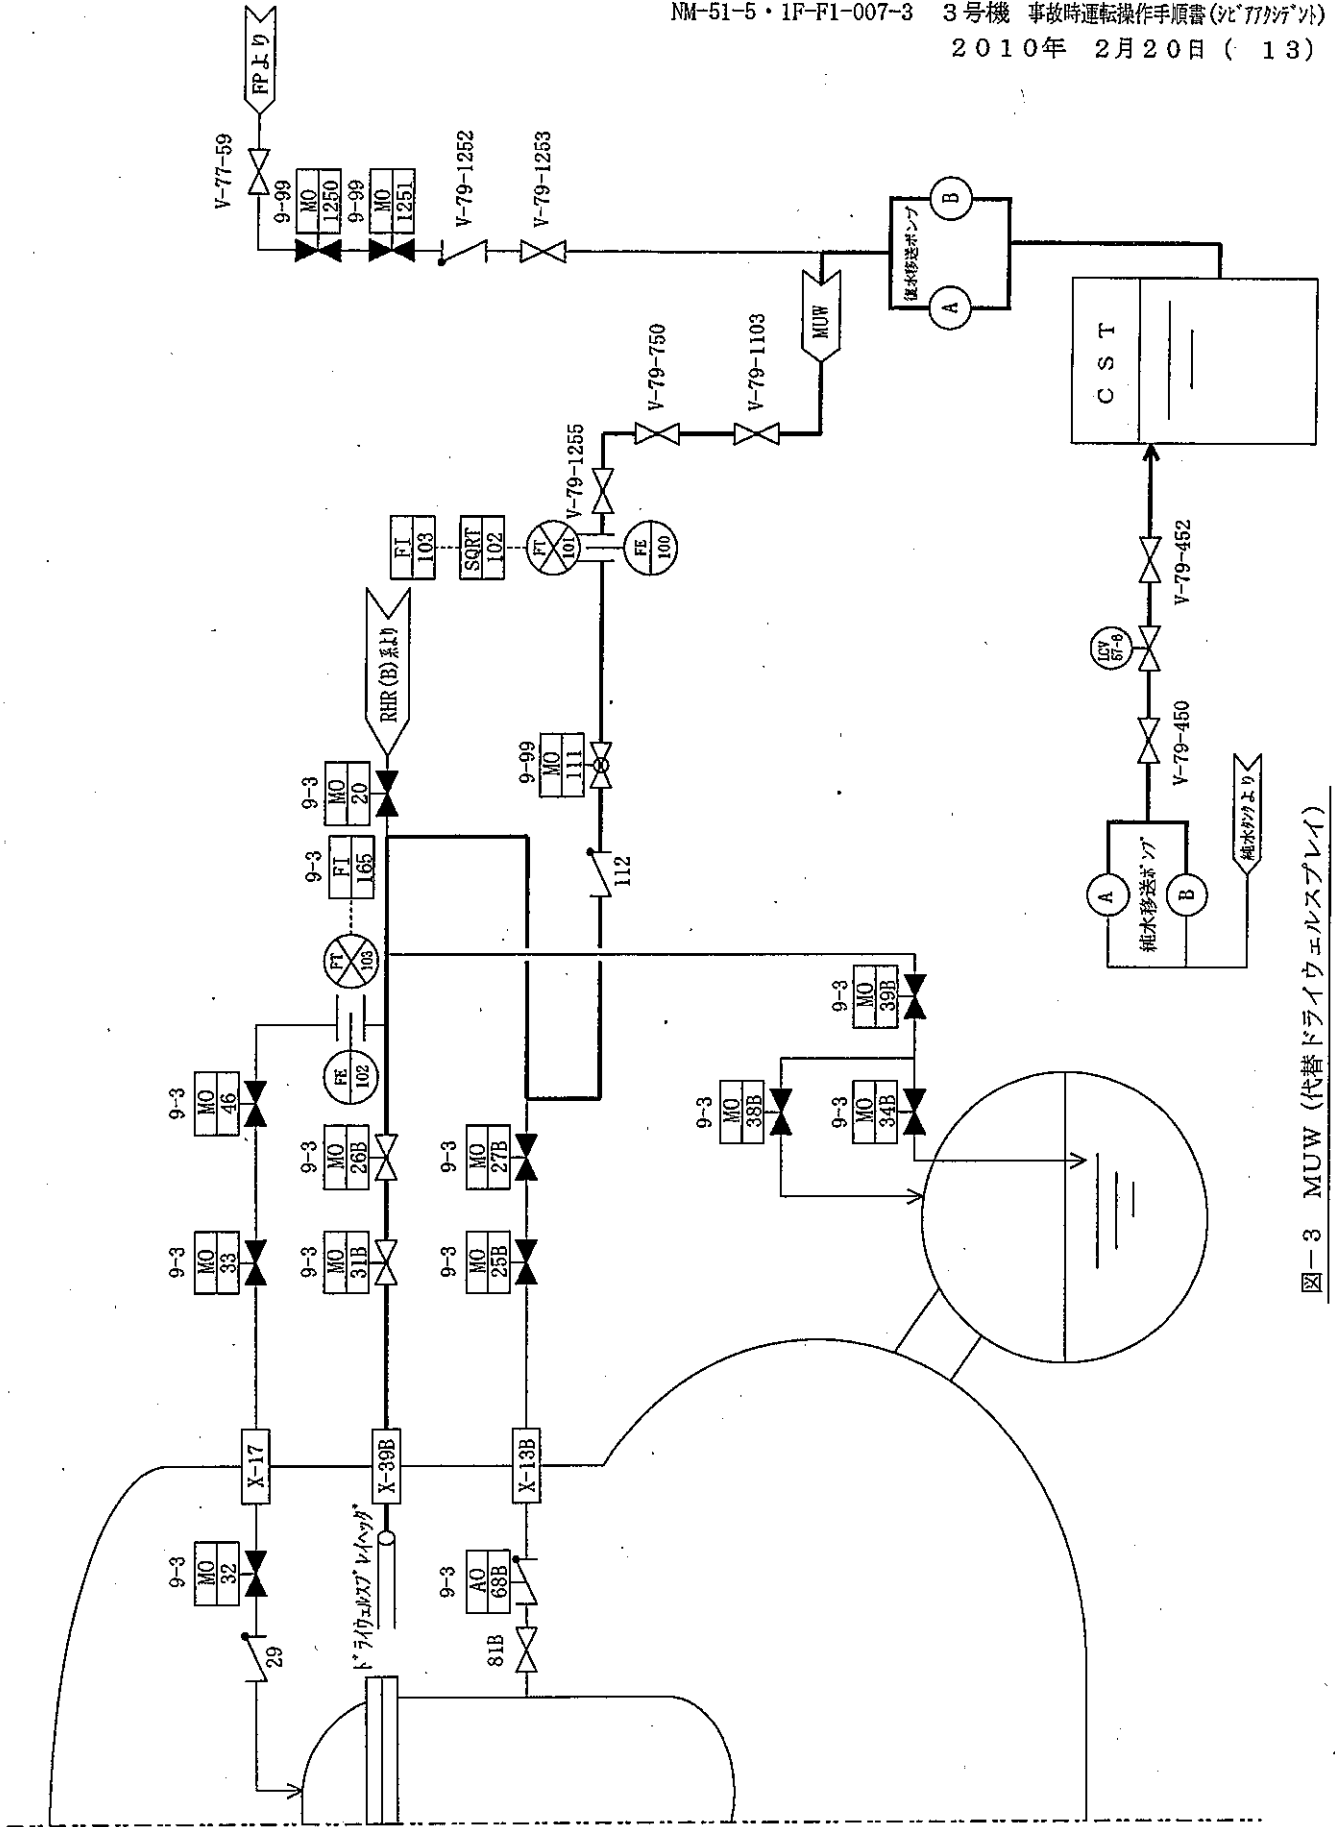 NM-51-5・1F-F1-007-3 3号機 事故時運転操作手順書(シビアアクシデント)
2010年 2月20日( 13)
FPより
V-77-59
9-99
MO
1250
9-99
MO
1251
V-79-1252
V-79-1253
復水移送ポンプ
A
B
MUW
CST
V-79-750
V-79-1103
V-79-1255
FI
103
SQRT
102
FT
101
FE
100
RHR(B)系より
9-3
MO
20
9-3
FI
165
FT
103
FE
102
9-99
MO
111
112
V-79-452
LCV
57-8
V-79-450
純水移送ポンプ
A
B
純水タンクより
9-3
MO
46
9-3
MO
33
9-3
MO
26B
9-3
MO
31B
9-3
MO
27B
9-3
MO
25B
9-3
MO
39B
9-3
MO
38B
9-3
MO
34B
X-17
X-39B
X-13B
9-3
MO
32
29
ドライウェルスプレイヘッダ
9-3
AO
68B
81B
図-3 MUW(代替ドライウェルスプレイ)